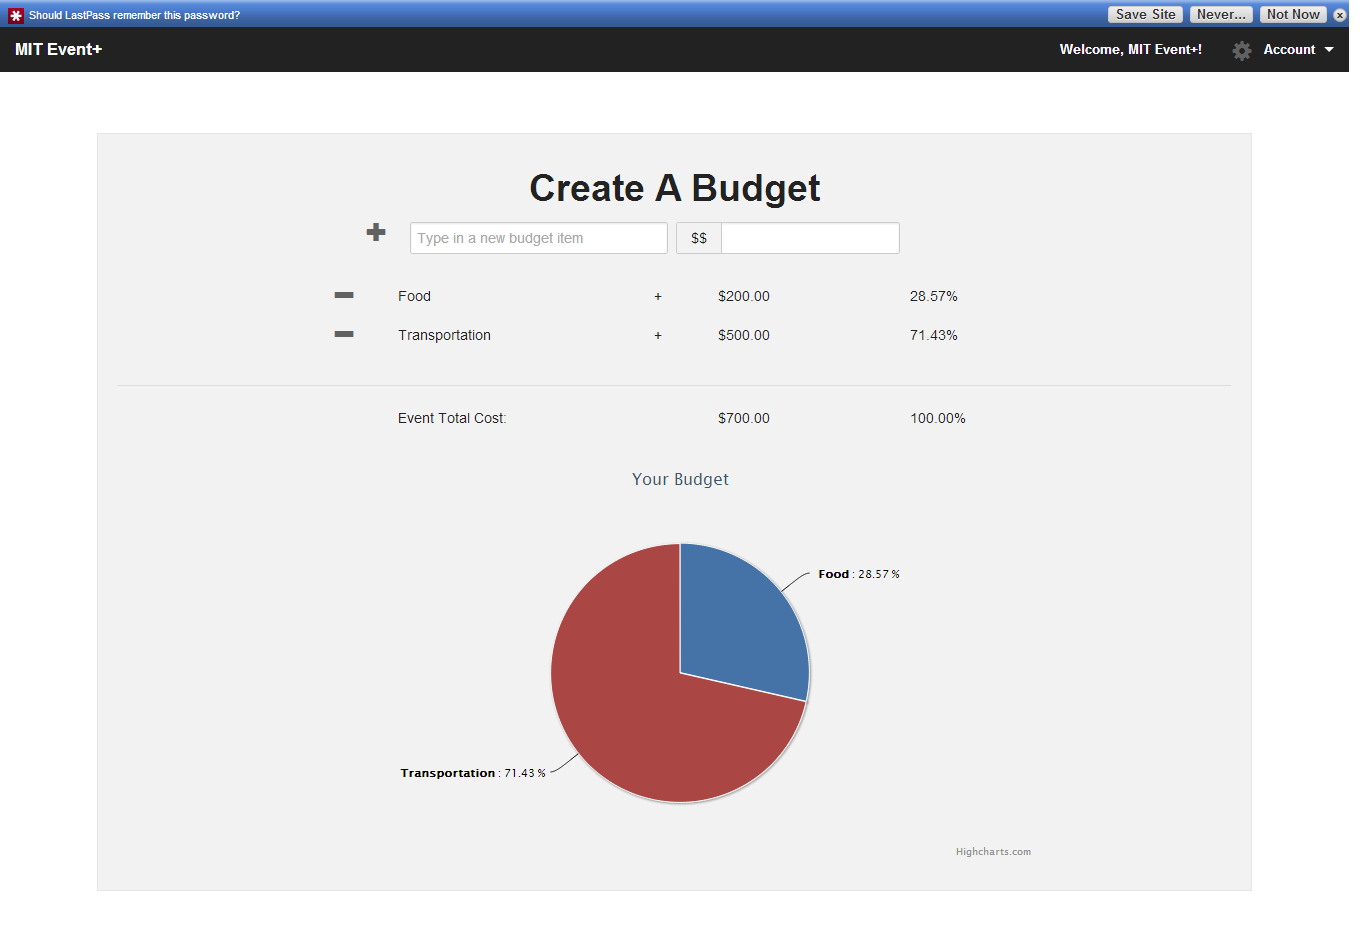 Should LastPass remember this password?
Save Site
Never...
Not Now
MIT Event+
Welcome, MIT Event+!
Account
Create A Budget
Type in a new budget item
$$
Food + $200.00 28.57%
Transportation + $500.00 71.43%
Event Total Cost: $700.00 100.00%
Your Budget
Food : 28.57 %
Transportation : 71.43 %
Highcharts.com